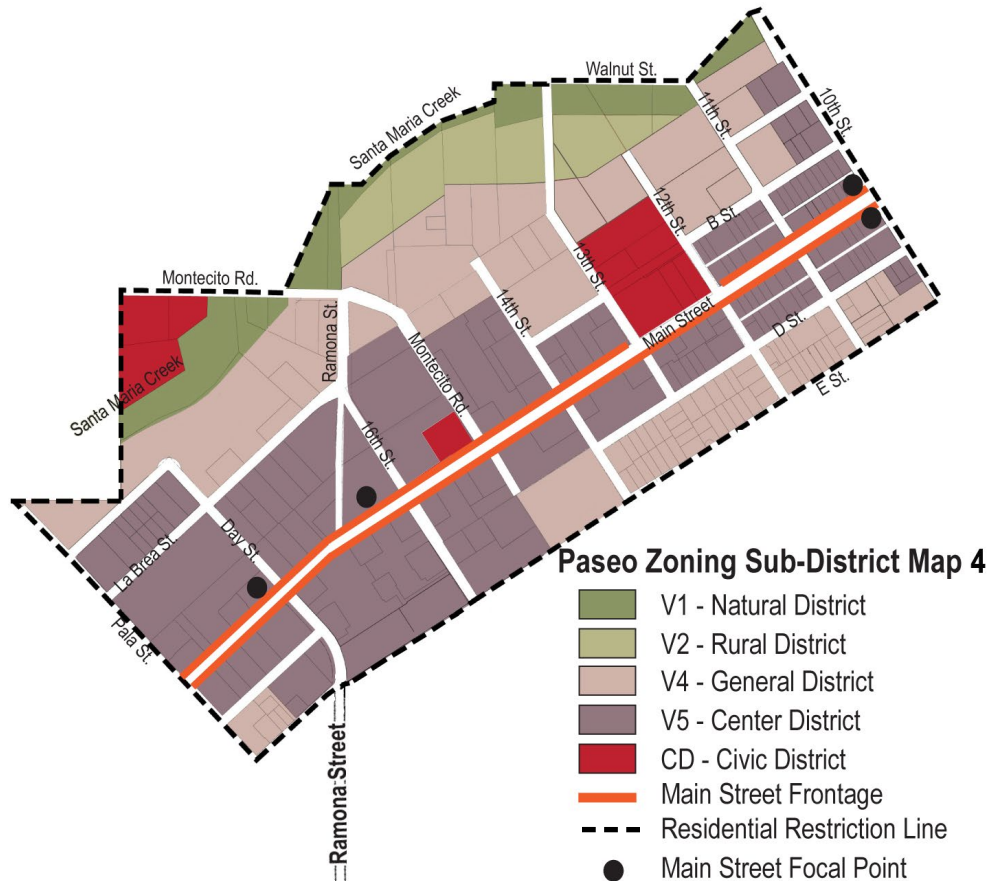 Walnut St.
10th St.
11th St.
Santa Maria Creek
12th St.
B St.
13th St.
Montecito Rd.
14th St.
Main Street
D St.
Ramona St.
Montecito Rd.
E St.
Santa Maria Creek
16th St.
Day St.
La Brea St.
Pala St.
Ramona Street
Paseo Zoning Sub-District Map 4
V1 - Natural District
V2 - Rural District
V4 - General District
V5 - Center District
CD - Civic District
Main Street Frontage
Residential Restriction Line
Main Street Focal Point